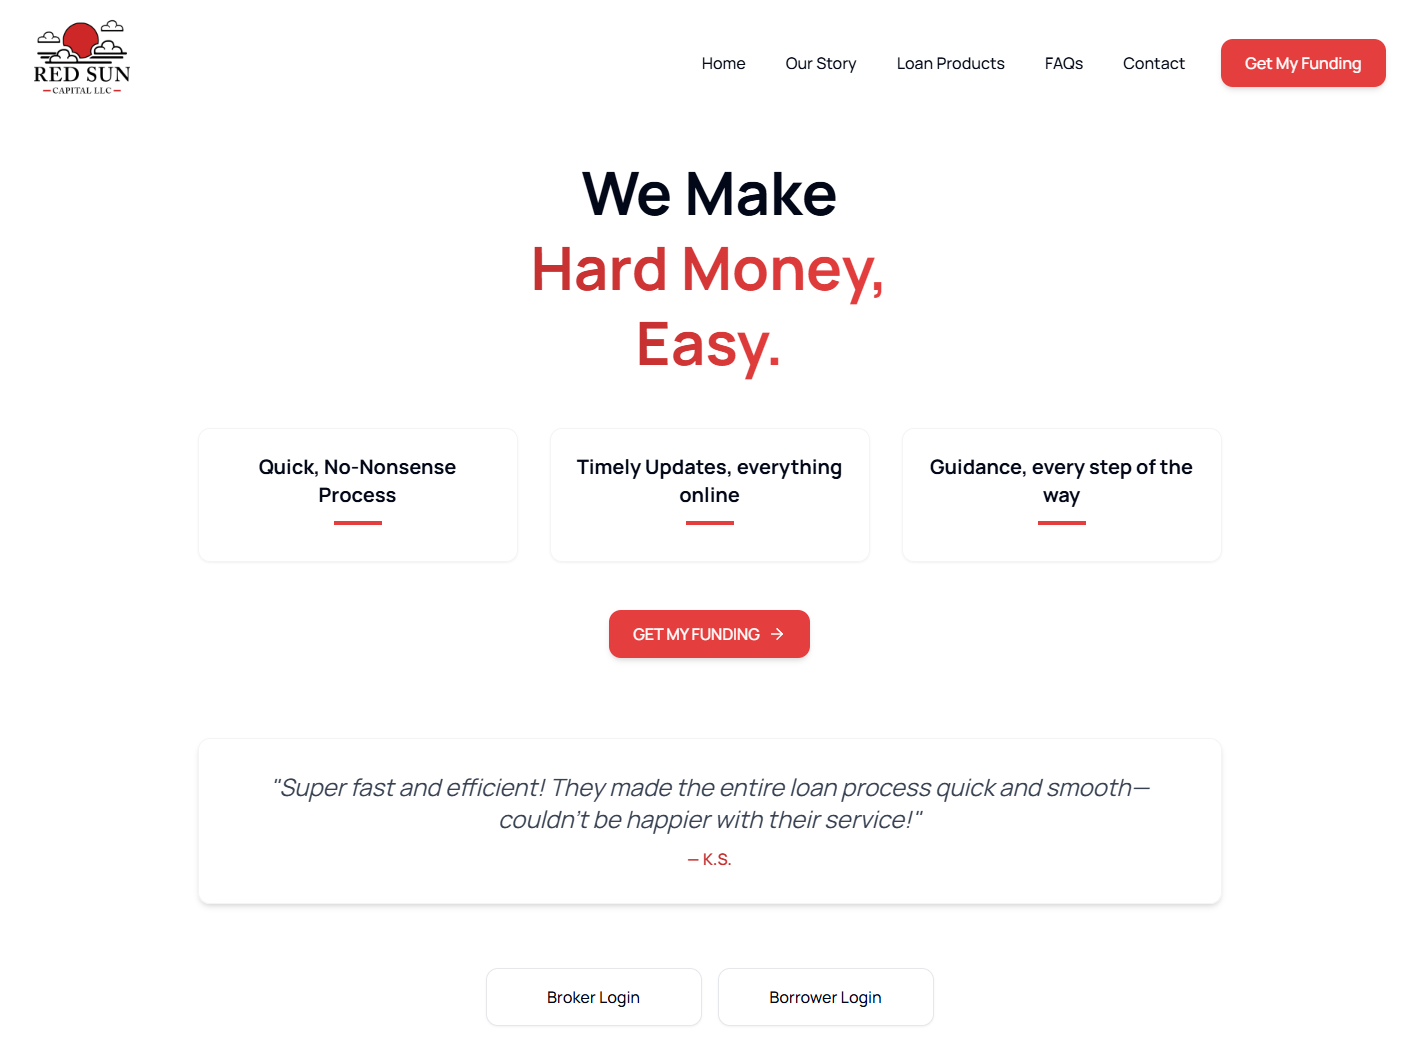 RED SUN
CAPITAL LLC
Home
Our Story
Loan Products
FAQs
Contact
Get My Funding
We Make
Hard Money,
Easy.
Quick, No-Nonsense
Process
Timely Updates, everything
online
Guidance, every step of the
way
GET MY FUNDING
"Super fast and efficient! They made the entire loan process quick and smooth—
couldn't be happier with their service!"
— K.S.
Broker Login
Borrower Login